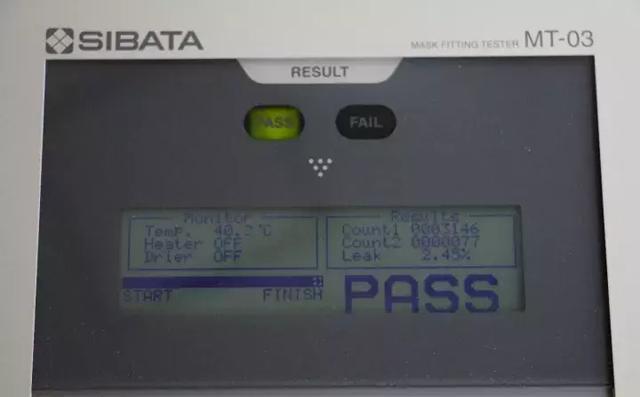 SIBATA
MASK FITTING TESTER MT-03
RESULT
PASS
FAIL
Monitor
Temp. 40.2℃
Heater OFF
Drier OFF
Results
Count1 0003146
Count2 0000077
Leak 2.45%
START FINISH
PASS